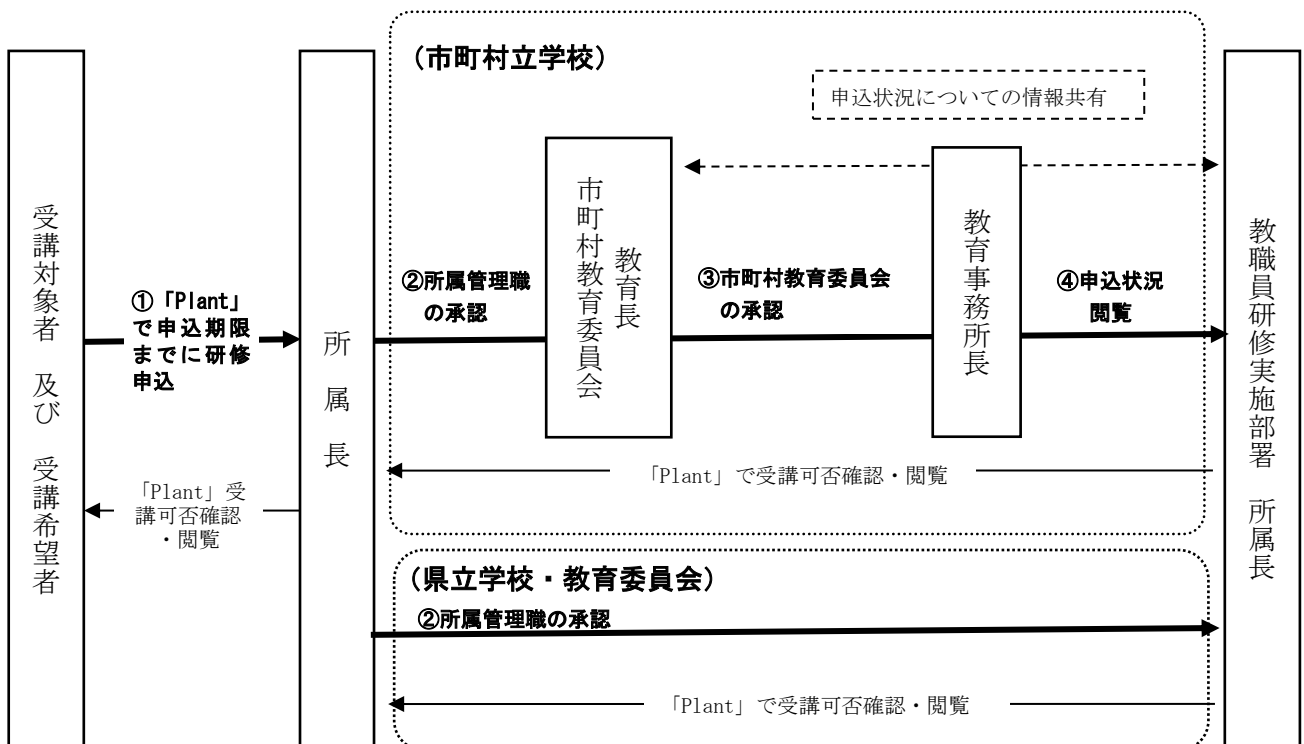 (市町村立学校)
申込状況についての情報共有
受講対象者 及び 受講希望者
①「Plant」
で申込期限
までに研修
申込
所属長
②所属管理職
の承認
市町村教育委員会
教育長
③市町村教育委員会
の承認
教育事務所長
④申込状況
閲覧
教職員研修実施部署 所属長
「Plant」で受講可否確認・閲覧
「Plant」受
講可否確認
・閲覧
(県立学校・教育委員会)
②所属管理職の承認
「Plant」で受講可否確認・閲覧